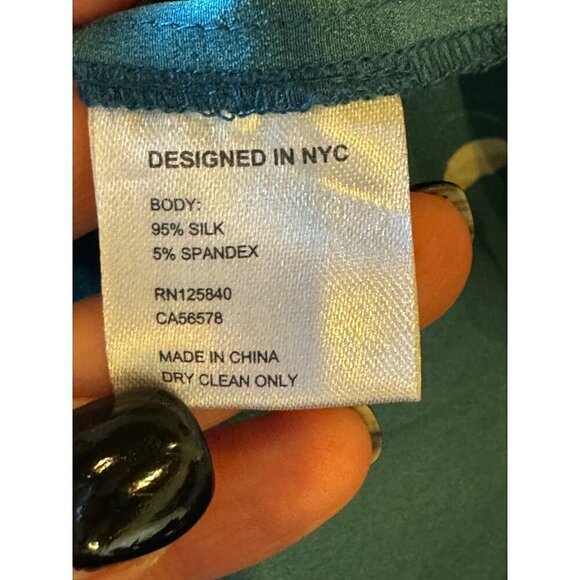 DESIGNED IN NYC
BODY:
95% SILK
5% SPANDEX
RN125840
CA56578
MADE IN CHINA
DRY CLEAN ONLY